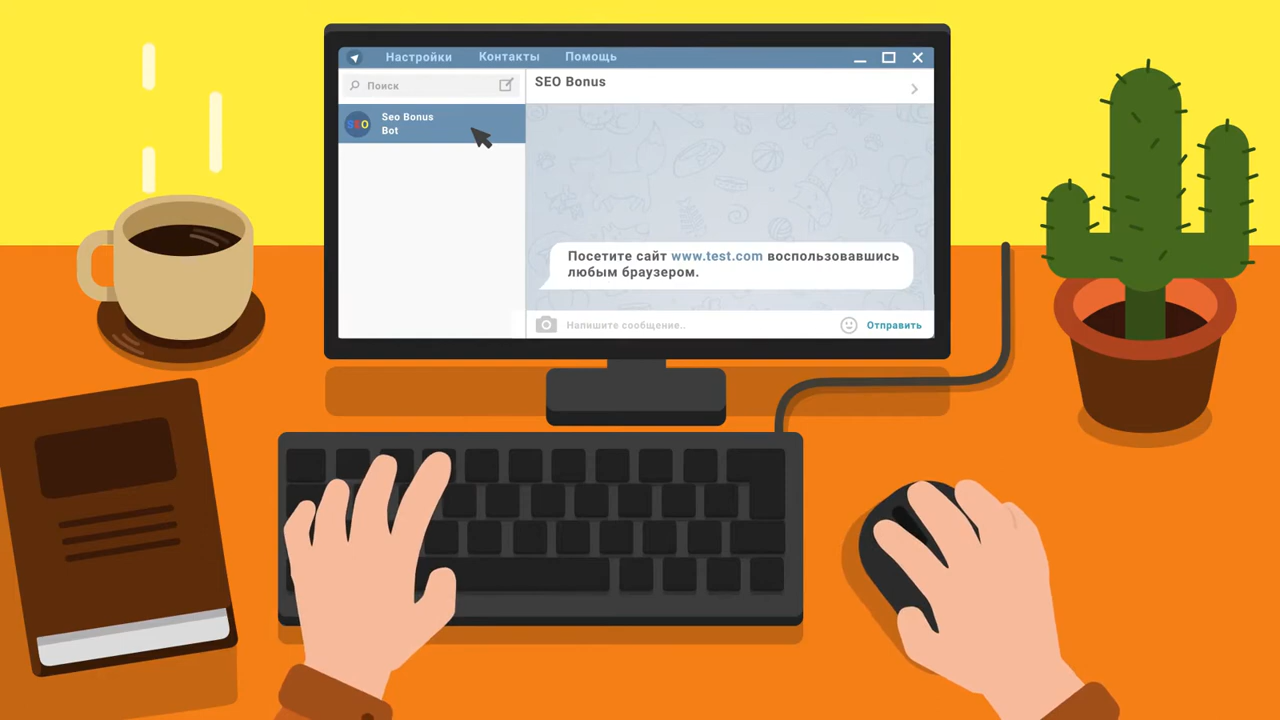 Настройки Контакты Помощь
Поиск
SEO Bonus
SEO
Seo Bonus
Bot
Посетите сайт www.test.com воспользовавшись
любым браузером.
Напишите сообщение..
Отправить